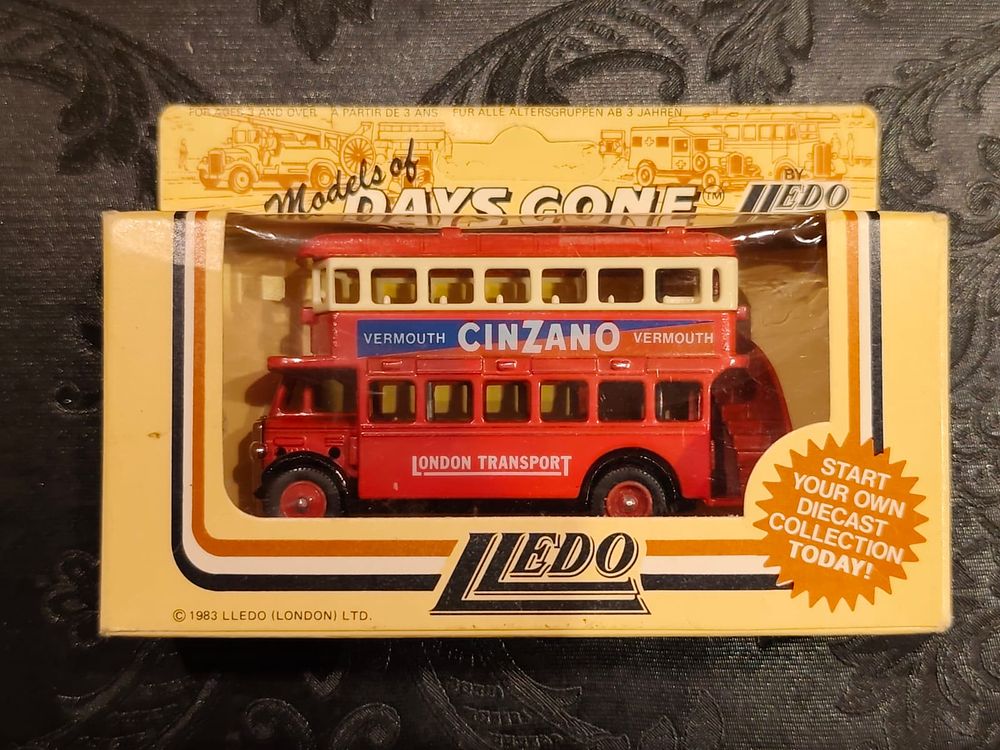 FOR AGES 3 AND OVER   A PARTIR DE 3 ANS   FÜR ALLE ALTERSGRUPPEN AB 3 JAHREN
Models of
DAYS GONE™ BY LLEDO
VERMOUTH CINZANO VERMOUTH
LONDON TRANSPORT
START
YOUR OWN
DIECAST
COLLECTION
TODAY!
LLEDO
© 1983 LLEDO (LONDON) LTD.